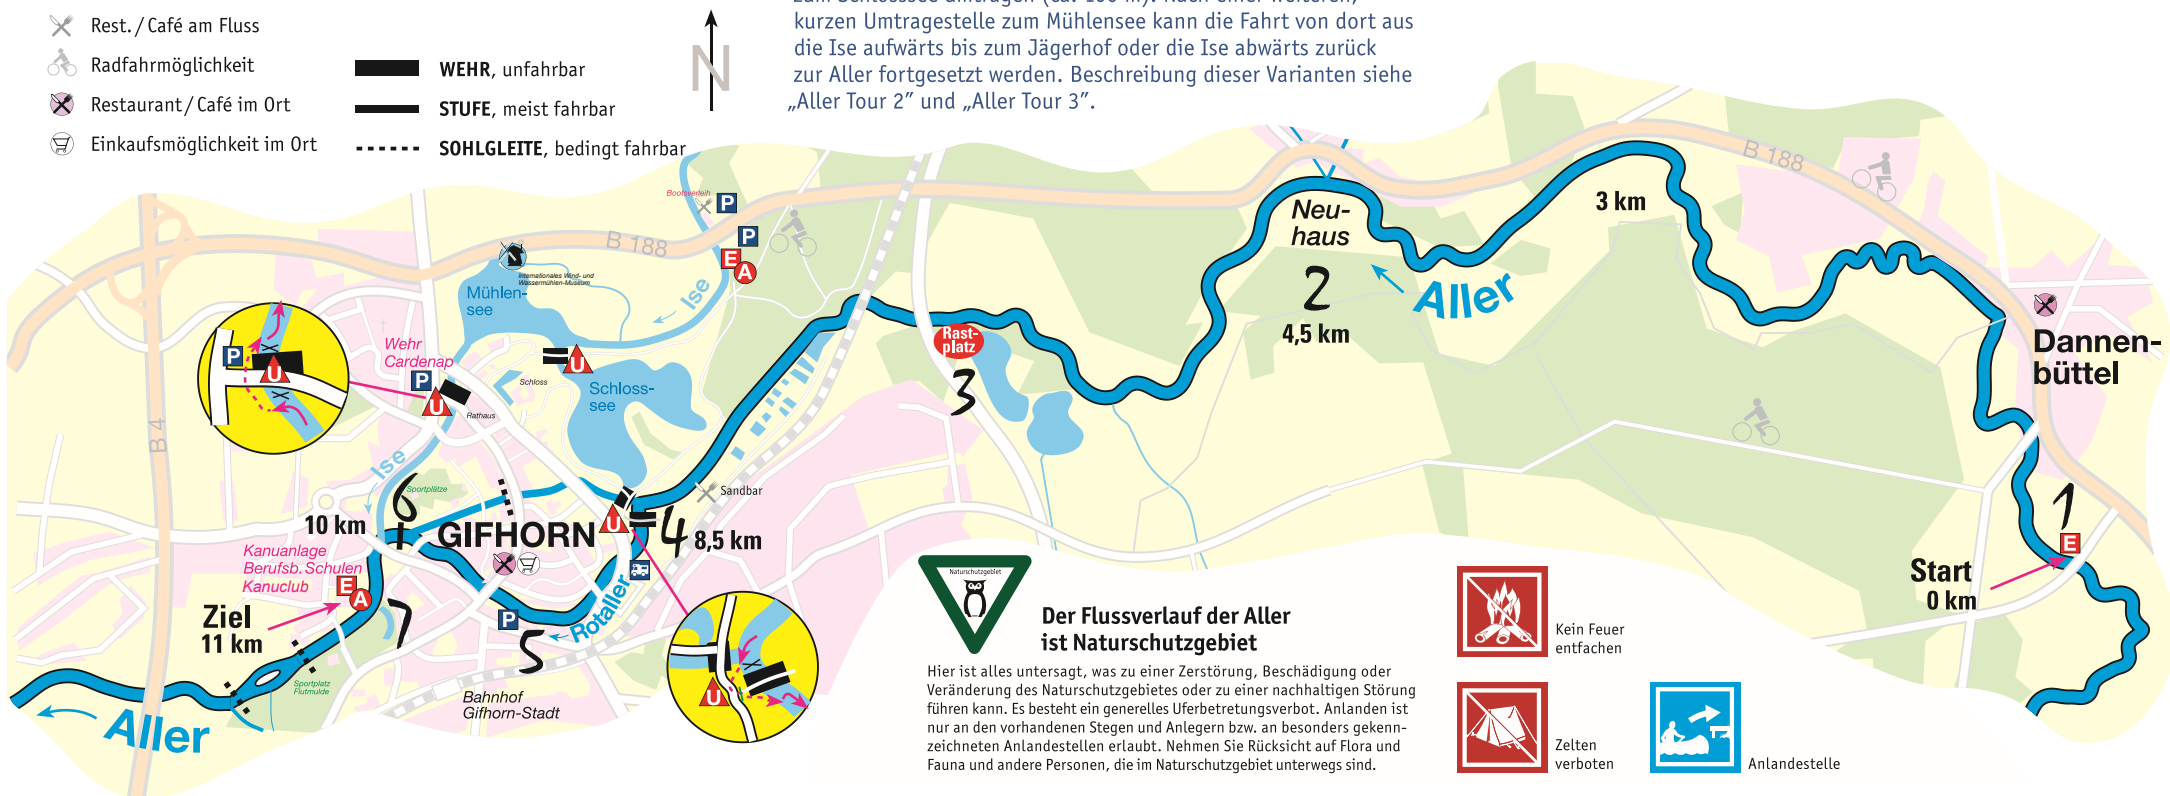 Rest. / Café am Fluss
Radfahrmöglichkeit
Restaurant / Café im Ort
Einkaufsmöglichkeit im Ort
WEHR, unfahrbar
STUFE, meist fahrbar
SOHLGLEITE, bedingt fahrbar
N
kurzen Umtragestelle zum Mühlensee kann die Fahrt von dort aus
die Ise aufwärts bis zum Jägerhof oder die Ise abwärts zurück
zur Aller fortgesetzt werden. Beschreibung dieser Varianten siehe
„Aller Tour 2” und „Aller Tour 3”.
B 188
3 km
Bootsverleih
P
Neu-
haus
2
4,5 km
Aller
B 188
P
E
A
Ise
Internationales Wind- und
Wassermühlen-Museum
Mühlen-
see
Rast-
platz
3
Dannen-
büttel
Wehr
Cardenap
P
U
P
U
Schloss
U
Schloss-
see
Rathaus
B 4
Ise
Sportplätze
6
10 km
GIFHORN
U
4
8,5 km
Sandbar
1
E
Start
0 km
Kanuanlage
Berufsb. Schulen
Kanuclub
E
A
Ziel
11 km
7
P
5
Rotaller
Sportplatz
Flutmulde
Bahnhof
Gifhorn-Stadt
U
Aller
Naturschutzgebiet
Der Flussverlauf der Aller
ist Naturschutzgebiet
Hier ist alles untersagt, was zu einer Zerstörung, Beschädigung oder
Veränderung des Naturschutzgebietes oder zu einer nachhaltigen Störung
führen kann. Es besteht ein generelles Uferbetretungsverbot. Anlanden ist
nur an den vorhandenen Stegen und Anlegern bzw. an besonders gekenn-
zeichneten Anlandestellen erlaubt. Nehmen Sie Rücksicht auf Flora und
Fauna und andere Personen, die im Naturschutzgebiet unterwegs sind.
Kein Feuer
entfachen
Zelten
verboten
Anlandestelle